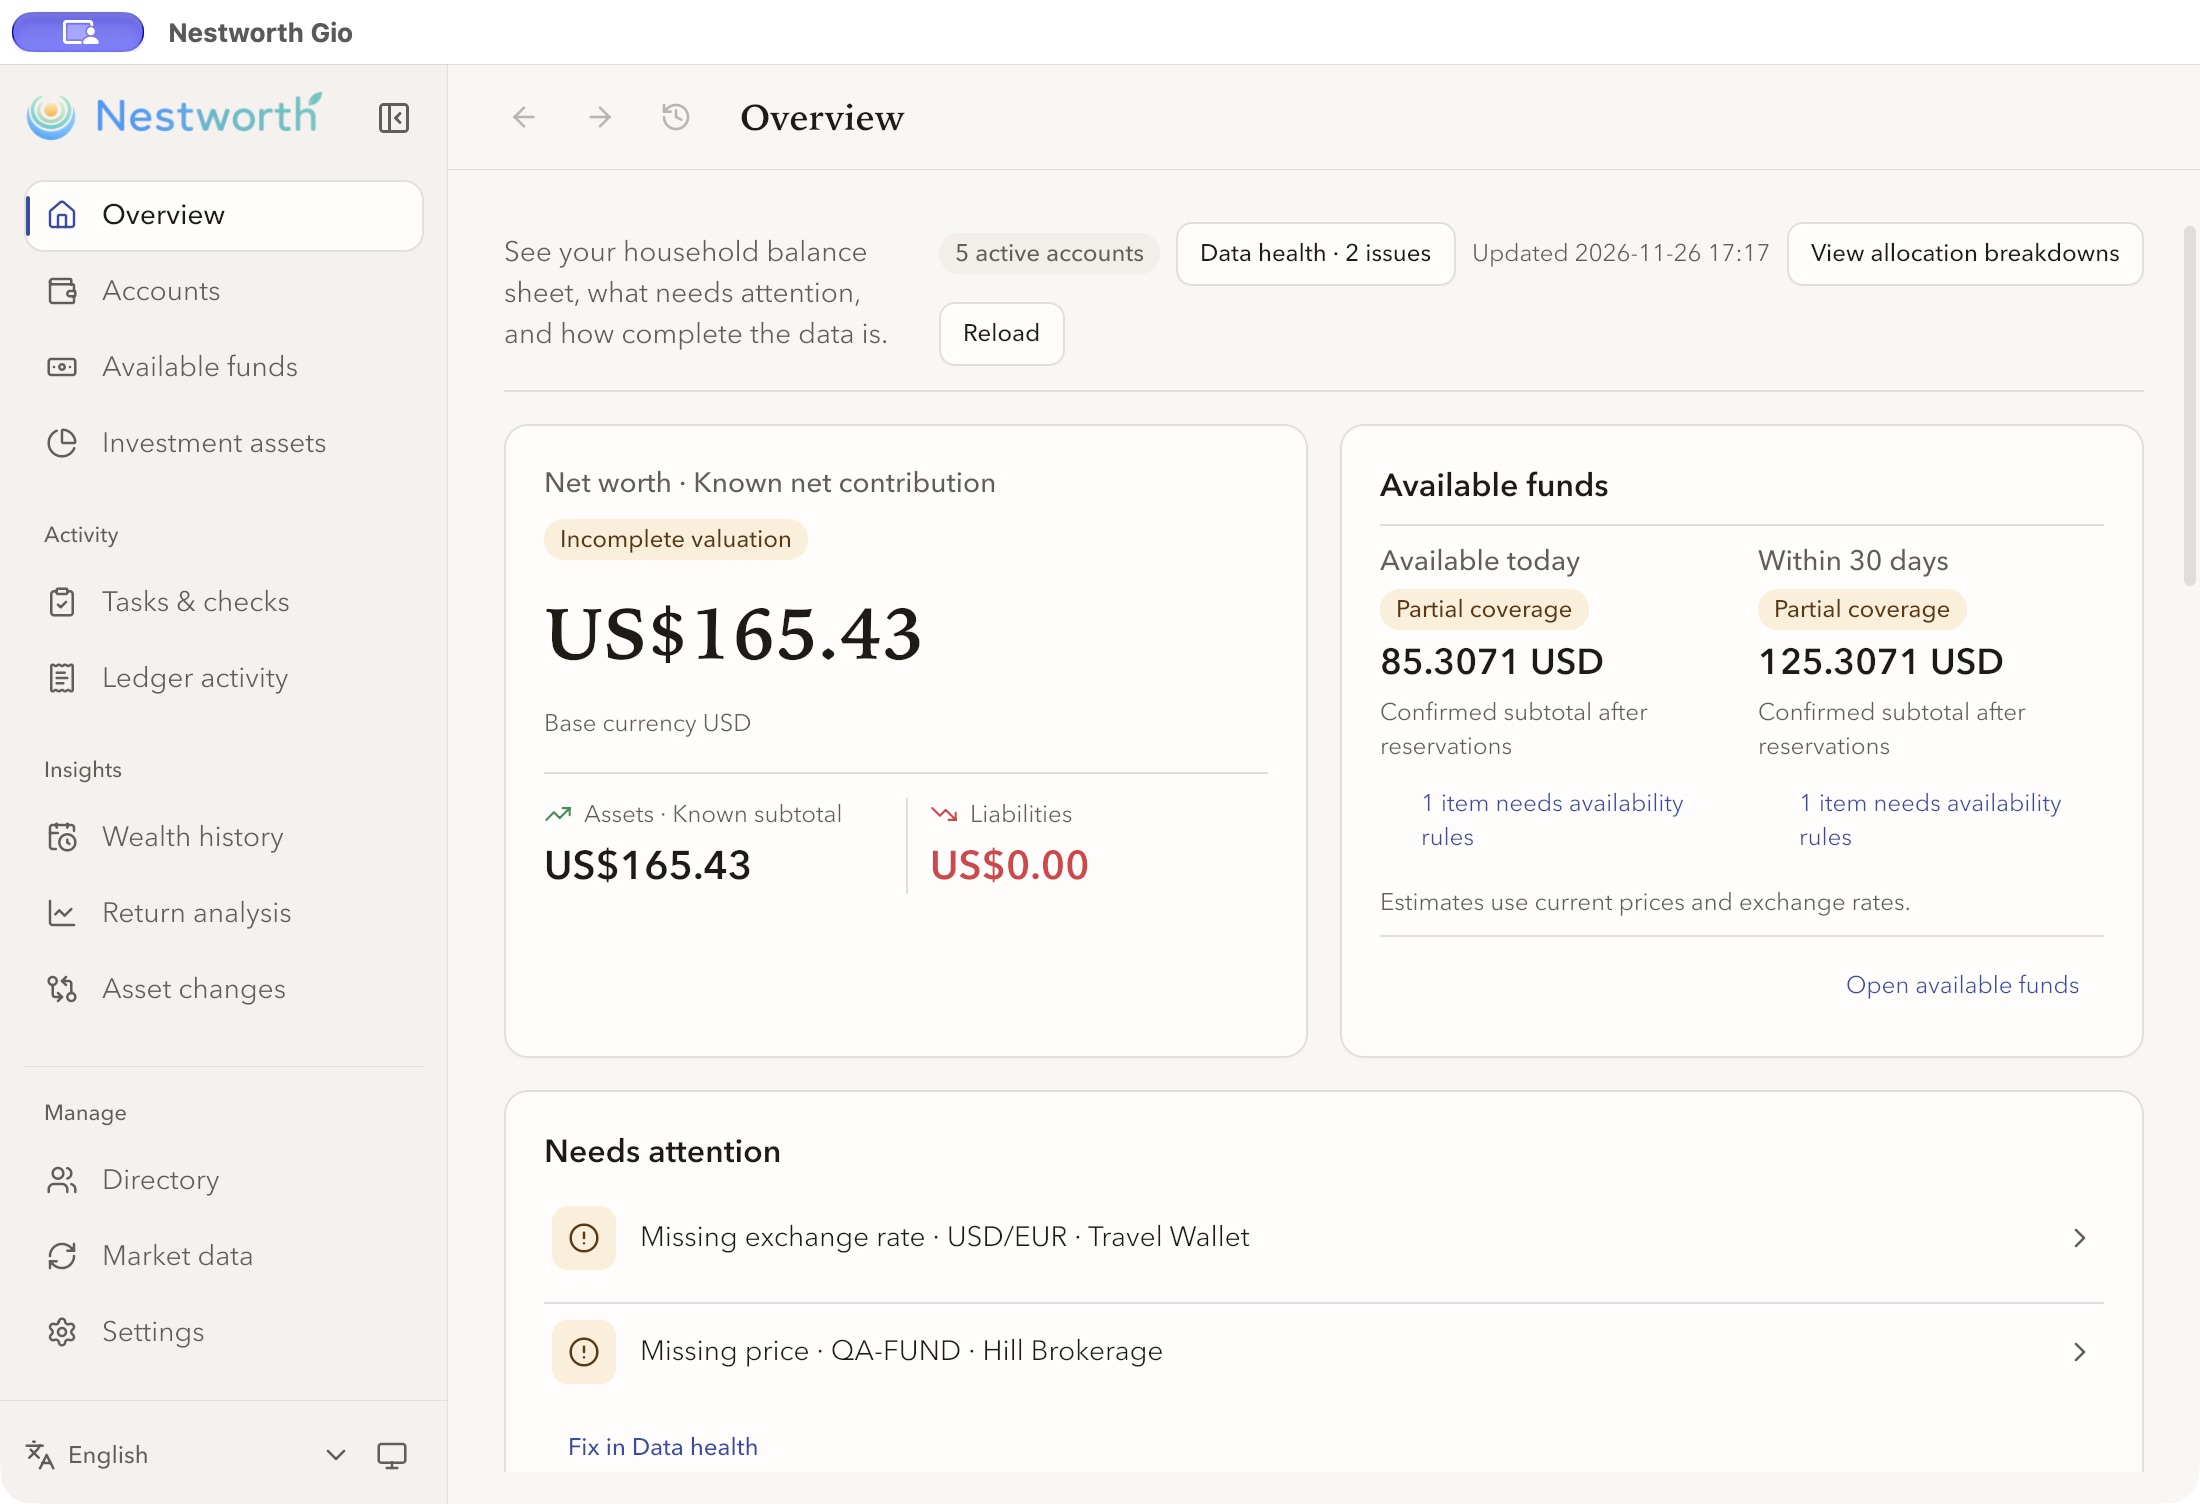 Nestworth Gio
Nestworth
Overview
Accounts
Available funds
Investment assets
Activity
Tasks & checks
Ledger activity
Insights
Wealth history
Return analysis
Asset changes
Manage
Directory
Market data
Settings
English
Overview
See your household balance
sheet, what needs attention,
and how complete the data is.
5 active accounts
Data health · 2 issues
Updated 2026-11-26 17:17
View allocation breakdowns
Reload
Net worth · Known net contribution
Incomplete valuation
US$165.43
Base currency USD
Assets · Known subtotal
US$165.43
Liabilities
US$0.00
Available funds
Available today
Partial coverage
85.3071 USD
Confirmed subtotal after
reservations
1 item needs availability
rules
Within 30 days
Partial coverage
125.3071 USD
Confirmed subtotal after
reservations
1 item needs availability
rules
Estimates use current prices and exchange rates.
Open available funds
Needs attention
Missing exchange rate · USD/EUR · Travel Wallet
Missing price · QA-FUND · Hill Brokerage
Fix in Data health